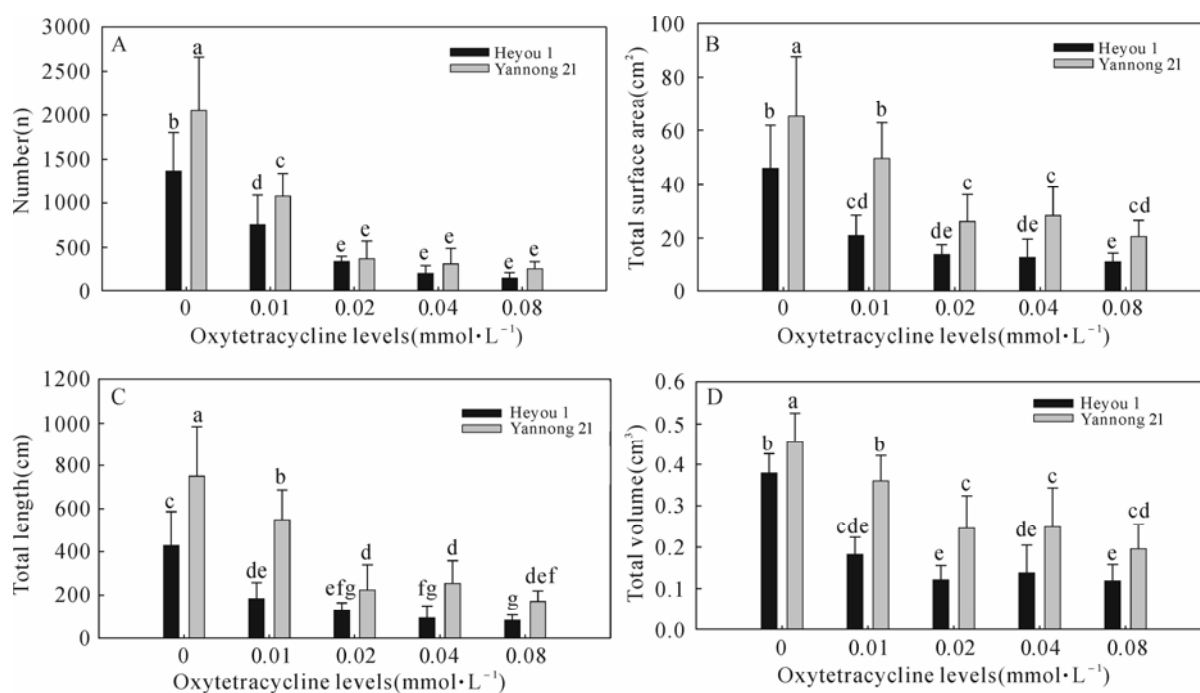 A
Heyou 1
Yannong 21
Number(n)
3000
2500
2000
1500
1000
500
0
b a d c e e e e e e
0 0.01 0.02 0.04 0.08
Oxytetracycline levels(mmol·L⁻¹)
B
Heyou 1
Yannong 21
Total surface area(cm²)
100
80
60
40
20
0
b a cd b de c de c e cd
0 0.01 0.02 0.04 0.08
Oxytetracycline levels(mmol·L⁻¹)
C
Heyou 1
Yannong 21
Total length(cm)
1200
1000
800
600
400
200
0
c a de b efg d fg d g def
0 0.01 0.02 0.04 0.08
Oxytetracycline levels(mmol·L⁻¹)
D
Heyou 1
Yannong 21
Total volume(cm³)
0.6
0.5
0.4
0.3
0.2
0.1
0.0
b a cde b e c de c e cd
0 0.01 0.02 0.04 0.08
Oxytetracycline levels(mmol·L⁻¹)